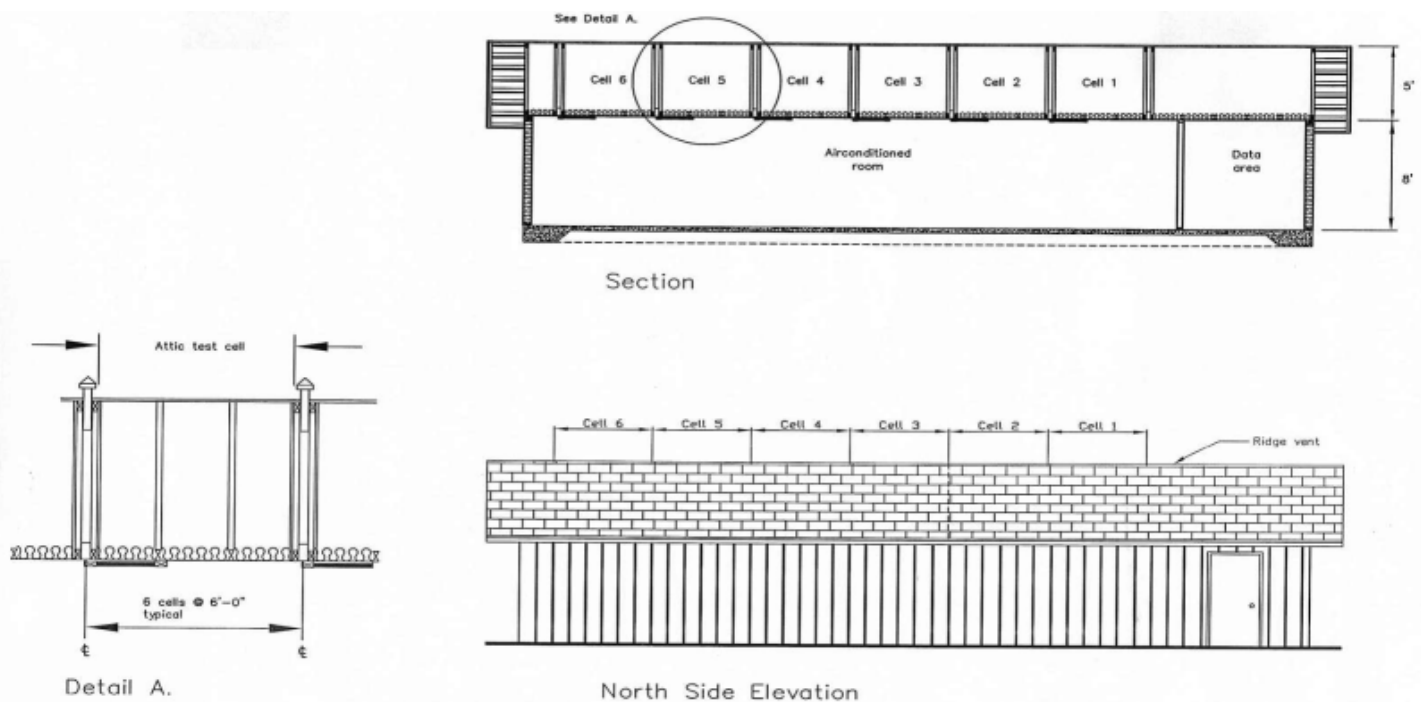 See Detail A.
Cell 6
Cell 5
Cell 4
Cell 3
Cell 2
Cell 1
5'
Airconditioned
room
Data
area
8'
Section
Attic test cell
6 cells @ 6'-0"
typical
℄
℄
Detail A.
Cell 6
Cell 5
Cell 4
Cell 3
Cell 2
Cell 1
Ridge vent
North Side Elevation